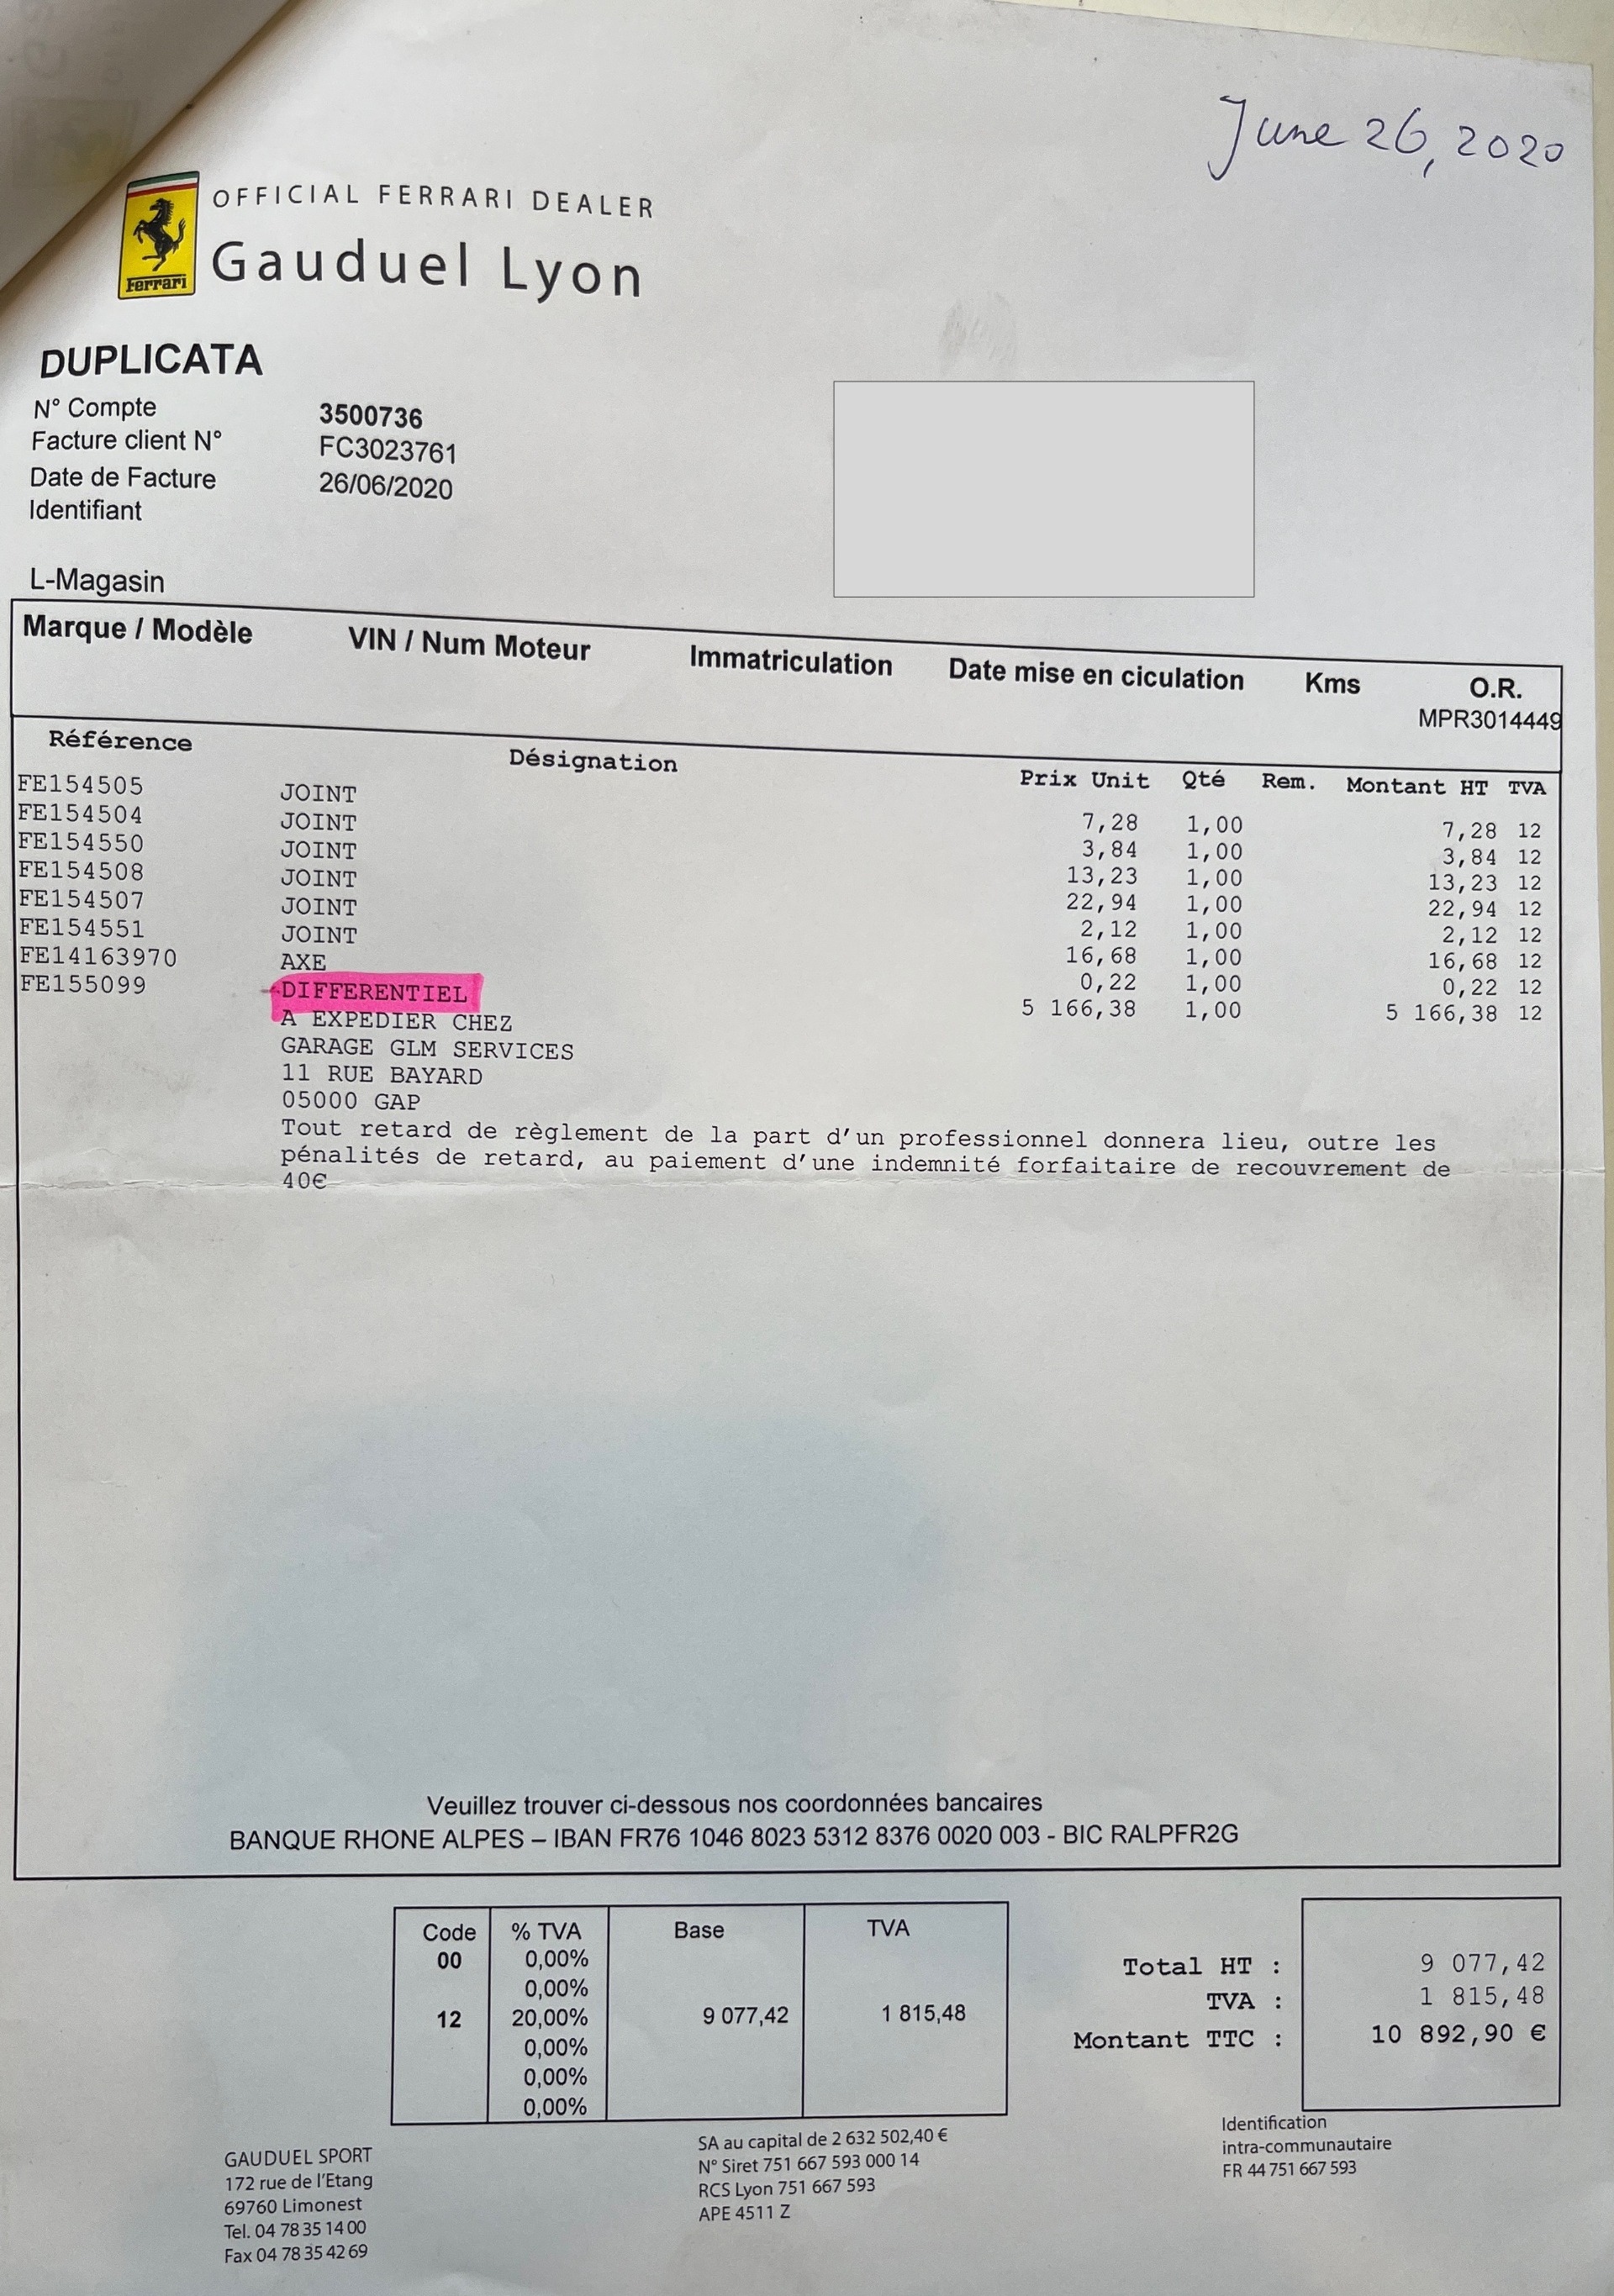 June 26, 2020
OFFICIAL FERRARI DEALER
Gauduel Lyon
Ferrari
DUPLICATA
N° Compte 3500736
Facture client N° FC3023761
Date de Facture 26/06/2020
Identifiant
L-Magasin
Marque / Modèle VIN / Num Moteur Immatriculation Date mise en ciculation Kms O.R.
MPR3014449
Référence Désignation Prix Unit Qté Rem. Montant HT TVA
FE154505 JOINT 7,28 1,00 7,28 12
FE154504 JOINT 3,84 1,00 3,84 12
FE154550 JOINT 13,23 1,00 13,23 12
FE154508 JOINT 22,94 1,00 22,94 12
FE154507 JOINT 2,12 1,00 2,12 12
FE154551 JOINT 16,68 1,00 16,68 12
FE14163970 AXE 0,22 1,00 0,22 12
FE155099 DIFFERENTIEL 5 166,38 1,00 5 166,38 12
A EXPEDIER CHEZ
GARAGE GLM SERVICES
11 RUE BAYARD
05000 GAP
Tout retard de règlement de la part d'un professionnel donnera lieu, outre les
pénalités de retard, au paiement d'une indemnité forfaitaire de recouvrement de
40€
Veuillez trouver ci-dessous nos coordonnées bancaires
BANQUE RHONE ALPES – IBAN FR76 1046 8023 5312 8376 0020 003 - BIC RALPFR2G
Code % TVA Base TVA
00 0,00%
0,00%
12 20,00% 9 077,42 1 815,48
0,00%
0,00%
0,00%
Total HT : 9 077,42
TVA : 1 815,48
Montant TTC : 10 892,90 €
GAUDUEL SPORT
172 rue de l'Etang
69760 Limonest
Tel. 04 78 35 14 00
Fax 04 78 35 42 69
SA au capital de 2 632 502,40 €
N° Siret 751 667 593 000 14
RCS Lyon 751 667 593
APE 4511 Z
Identification
intra-communautaire
FR 44 751 667 593